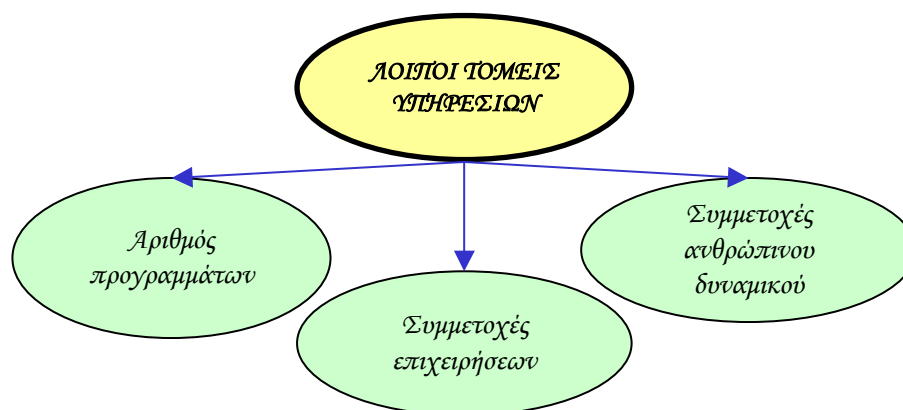 ΛΟΙΠΟΙ ΤΟΜΕΙΣ
ΥΠΗΡΕΣΙΩΝ
Αριθμός
προγραμμάτων
Συμμετοχές
επιχειρήσεων
Συμμετοχές
ανθρώπινου
δυναμικού